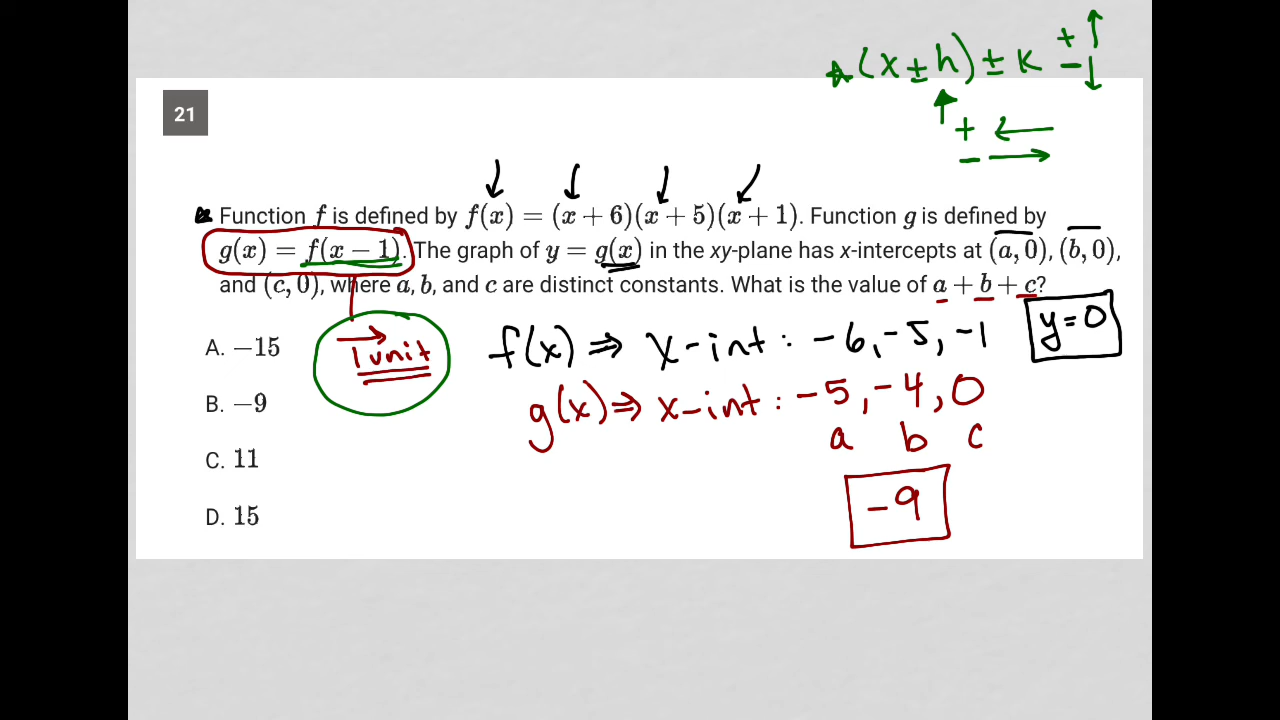 a(x ± h) ± K + ↑
- ↓
+ ←
- →
21
Function f is defined by f(x) = (x + 6)(x + 5)(x + 1). Function g is defined by
g(x) = f(x − 1). The graph of y = g(x) in the xy-plane has x-intercepts at (a, 0), (b, 0),
and (c, 0), where a, b, and c are distinct constants. What is the value of a + b + c?
A. −15
B. −9
C. 11
D. 15
1 unit
f(x) ⇒ x-int: -6, -5, -1
y=0
g(x) ⇒ x-int: -5, -4, 0
a b c
-9